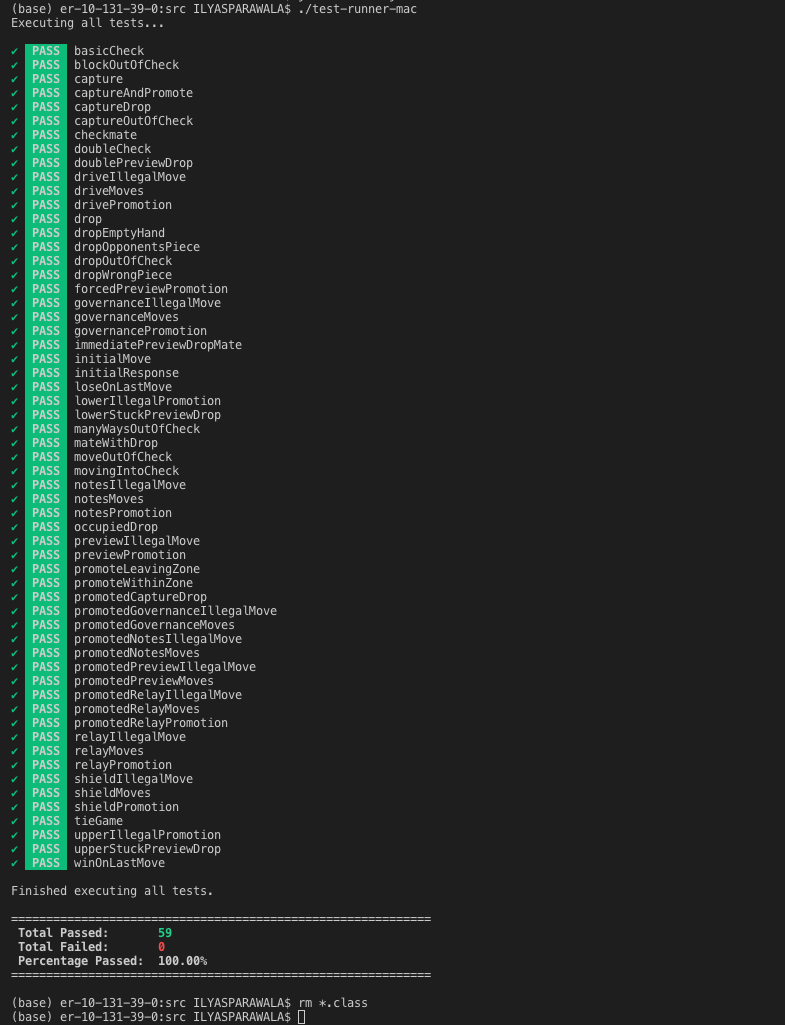 (base) er-10-131-39-0:src ILYASPARAWALA$ ./test-runner-mac
Executing all tests...
✔ PASS basicCheck
✔ PASS blockOutOfCheck
✔ PASS capture
✔ PASS captureAndPromote
✔ PASS captureDrop
✔ PASS captureOutOfCheck
✔ PASS checkmate
✔ PASS doubleCheck
✔ PASS doublePreviewDrop
✔ PASS driveIllegalMove
✔ PASS driveMoves
✔ PASS drivePromotion
✔ PASS drop
✔ PASS dropEmptyHand
✔ PASS dropOpponentsPiece
✔ PASS dropOutOfCheck
✔ PASS dropWrongPiece
✔ PASS forcedPreviewPromotion
✔ PASS governanceIllegalMove
✔ PASS governanceMoves
✔ PASS governancePromotion
✔ PASS immediatePreviewDropMate
✔ PASS initialMove
✔ PASS initialResponse
✔ PASS loseOnLastMove
✔ PASS lowerIllegalPromotion
✔ PASS lowerStuckPreviewDrop
✔ PASS manyWaysOutOfCheck
✔ PASS mateWithDrop
✔ PASS moveOutOfCheck
✔ PASS movingIntoCheck
✔ PASS notesIllegalMove
✔ PASS notesMoves
✔ PASS notesPromotion
✔ PASS occupiedDrop
✔ PASS previewIllegalMove
✔ PASS previewPromotion
✔ PASS promoteLeavingZone
✔ PASS promoteWithinZone
✔ PASS promotedCaptureDrop
✔ PASS promotedGovernanceIllegalMove
✔ PASS promotedGovernanceMoves
✔ PASS promotedNotesIllegalMove
✔ PASS promotedNotesMoves
✔ PASS promotedPreviewIllegalMove
✔ PASS promotedPreviewMoves
✔ PASS promotedRelayIllegalMove
✔ PASS promotedRelayMoves
✔ PASS promotedRelayPromotion
✔ PASS relayIllegalMove
✔ PASS relayMoves
✔ PASS relayPromotion
✔ PASS shieldIllegalMove
✔ PASS shieldMoves
✔ PASS shieldPromotion
✔ PASS tieGame
✔ PASS upperIllegalPromotion
✔ PASS upperStuckPreviewDrop
✔ PASS winOnLastMove
Finished executing all tests.
============================================================
Total Passed: 59
Total Failed: 0
Percentage Passed: 100.00%
============================================================
(base) er-10-131-39-0:src ILYASPARAWALA$ rm *.class
(base) er-10-131-39-0:src ILYASPARAWALA$